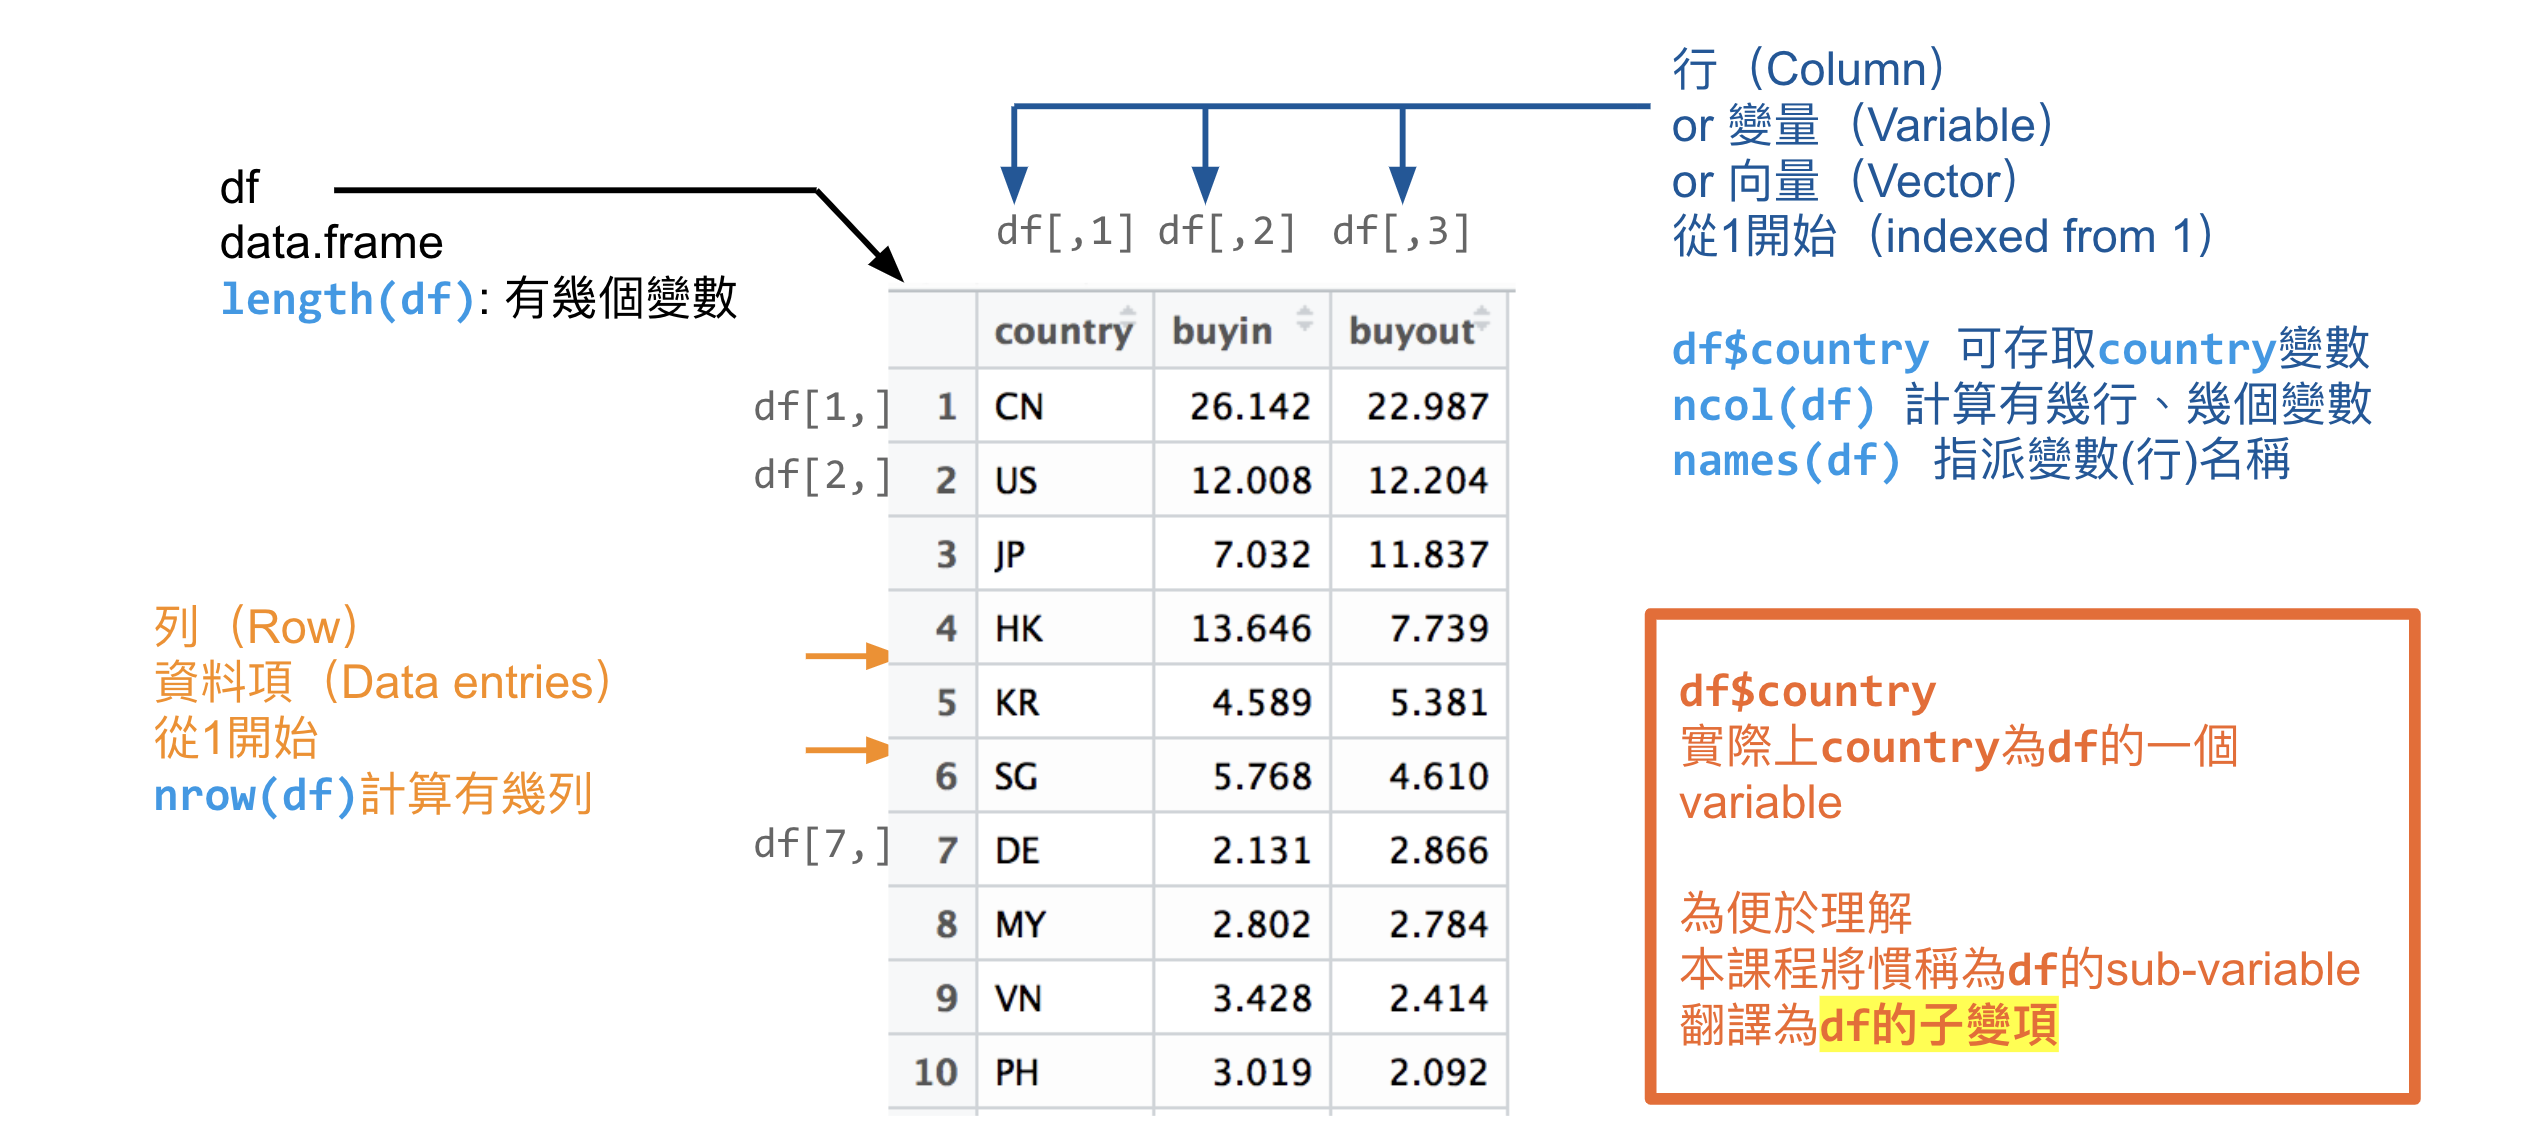 df
data.frame
length(df): 有幾個變數
行（Column）
or 變量（Variable）
or 向量（Vector）
從1開始（indexed from 1）
df$country 可存取country變數
ncol(df) 計算有幾行、幾個變數
names(df) 指派變數(行)名稱
df[,1] df[,2] df[,3]
country buyin buyout
df[1,] 1 CN 26.142 22.987
df[2,] 2 US 12.008 12.204
3 JP 7.032 11.837
4 HK 13.646 7.739
5 KR 4.589 5.381
6 SG 5.768 4.610
df[7,] 7 DE 2.131 2.866
8 MY 2.802 2.784
9 VN 3.428 2.414
10 PH 3.019 2.092
列（Row）
資料項（Data entries）
從1開始
nrow(df)計算有幾列
df$country
實際上country為df的一個
variable
為便於理解
本課程將慣稱為df的sub-variable
翻譯為df的子變項